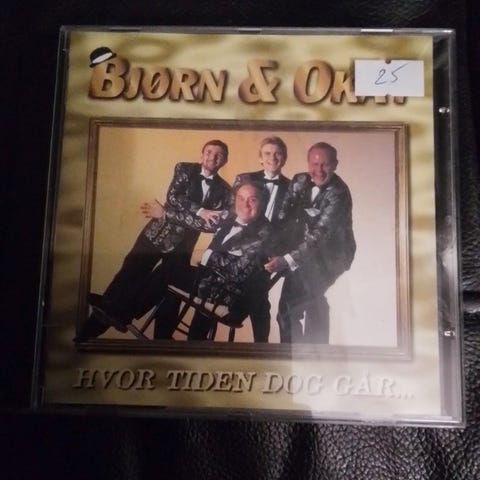 BJØRN & OKAY
25
HVOR TIDEN DOG GÅR...